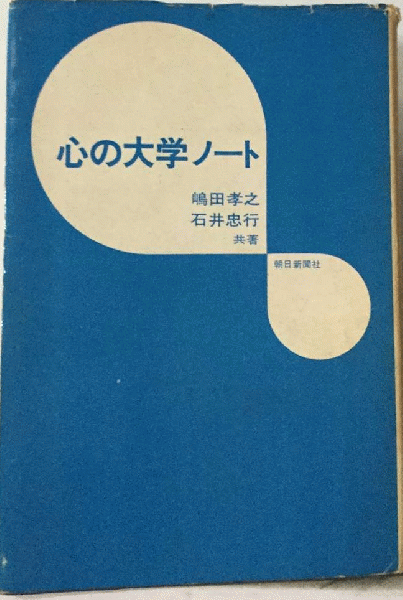 心の大学ノート
嶋田孝之
石井忠行
共著
朝日新聞社